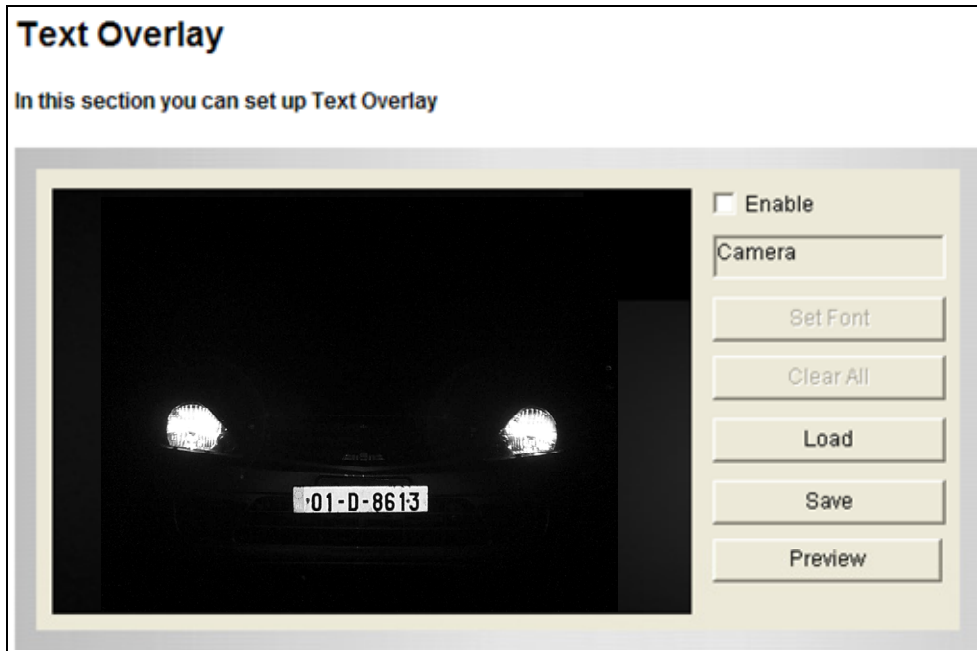 Text Overlay
In this section you can set up Text Overlay
Enable
Camera
Set Font
Clear All
Load
Save
Preview
01-D-8613